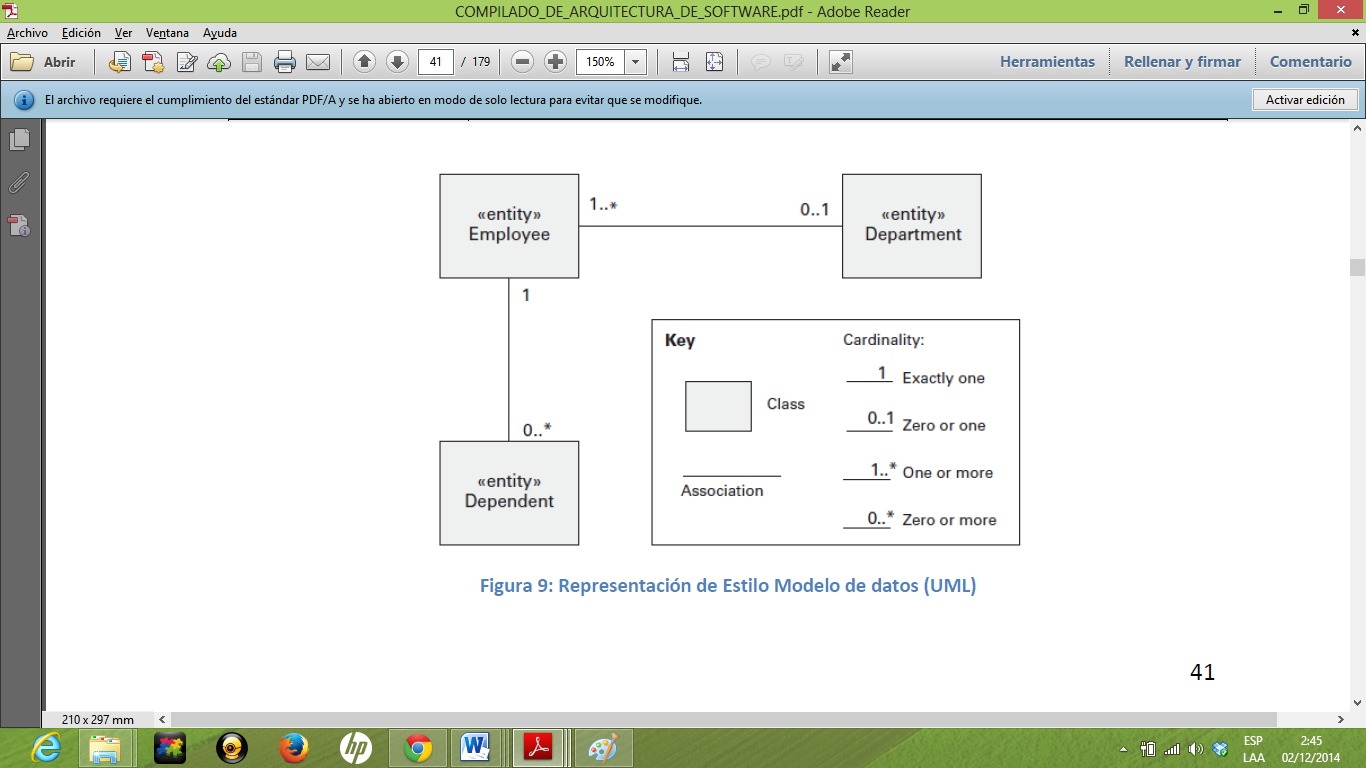 COMPILADO_DE_ARQUITECTURA_DE_SOFTWARE.pdf - Adobe Reader
Archivo Edición Ver Ventana Ayuda
Abrir 41 / 179 150% Herramientas Rellenar y firmar Comentario
El archivo requiere el cumplimiento del estándar PDF/A y se ha abierto en modo de solo lectura para evitar que se modifique. Activar edición
1..* 0..1
«entity» «entity»
Employee Department
1
Key Cardinality:
1 Exactly one
Class
0..1 Zero or one
0..*
1..* One or more
«entity» Association
Dependent
0..* Zero or more
Figura 9: Representación de Estilo Modelo de datos (UML)
41
210 x 297 mm
ESP 2:45
LAA 02/12/2014